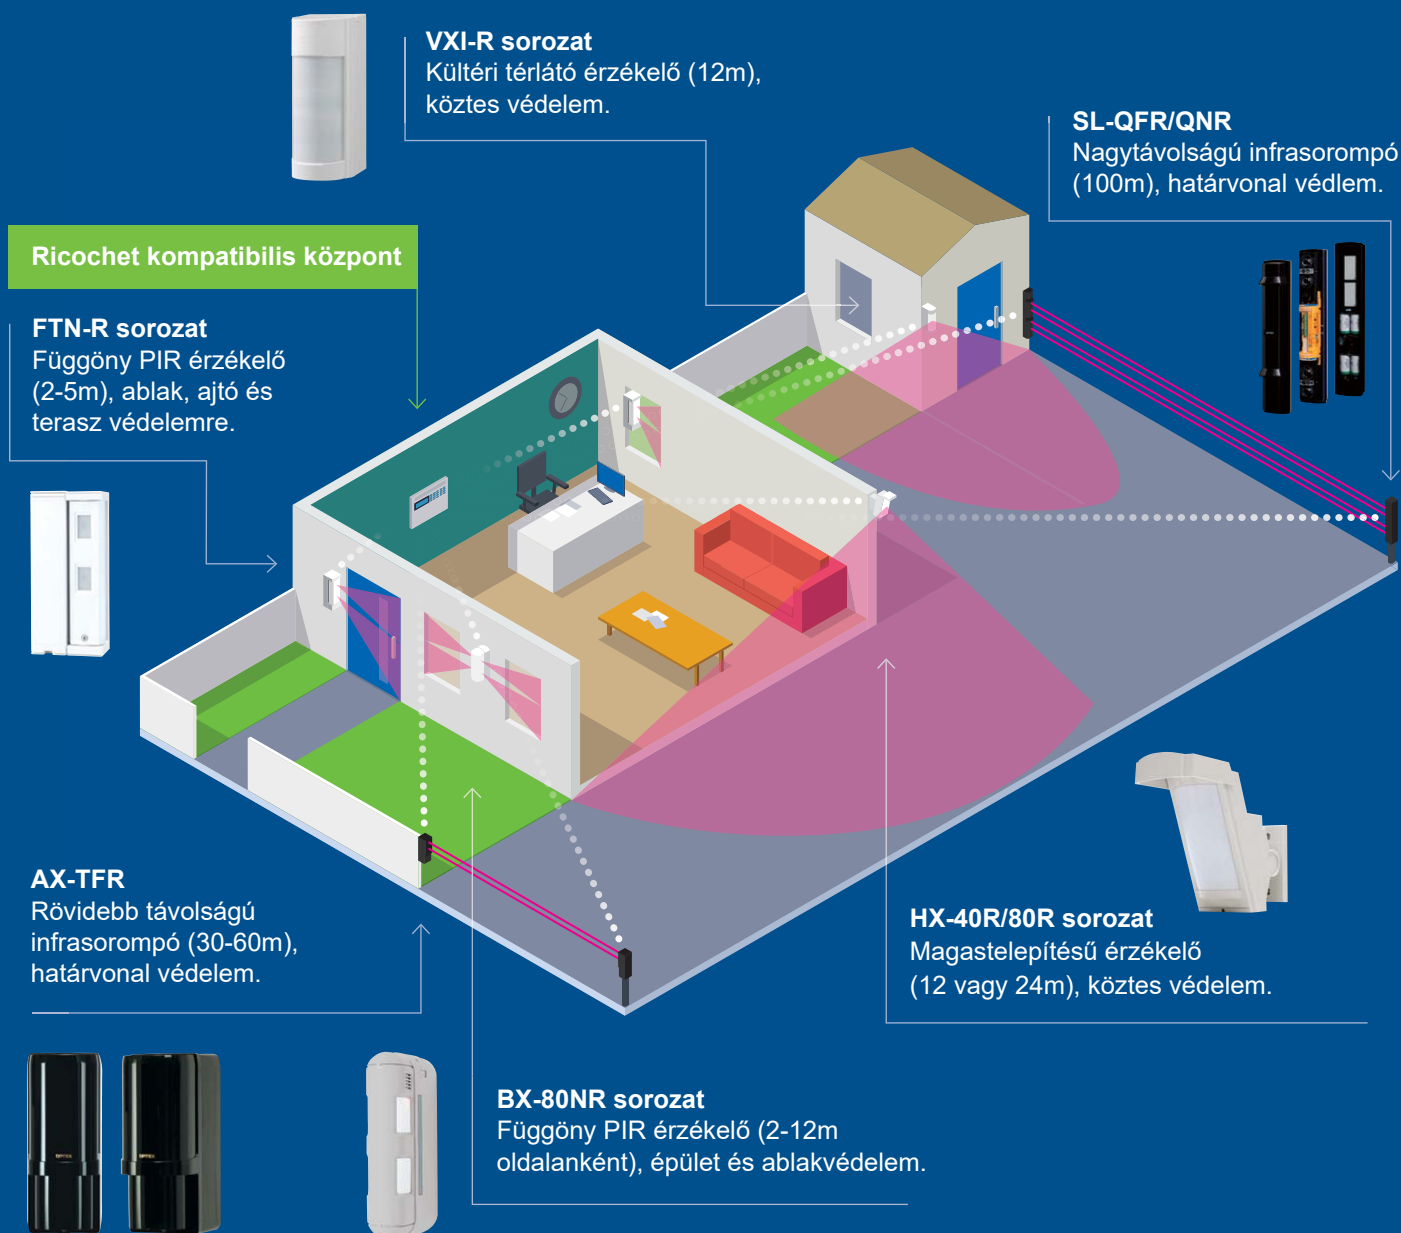 VXI-R sorozat
Kültéri térlátó érzékelő (12m),
köztes védelem.
SL-QFR/QNR
Nagytávolságú infrasorompó
(100m), határvonal védlem.
Ricochet kompatibilis központ
FTN-R sorozat
Függöny PIR érzékelő
(2-5m), ablak, ajtó és
terasz védelemre.
AX-TFR
Rövidebb távolságú
infrasorompó (30-60m),
határvonal védelem.
HX-40R/80R sorozat
Magastelepítésű érzékelő
(12 vagy 24m), köztes védelem.
BX-80NR sorozat
Függöny PIR érzékelő (2-12m
oldalanként), épület és ablakvédelem.
OPTEX
OPTEX